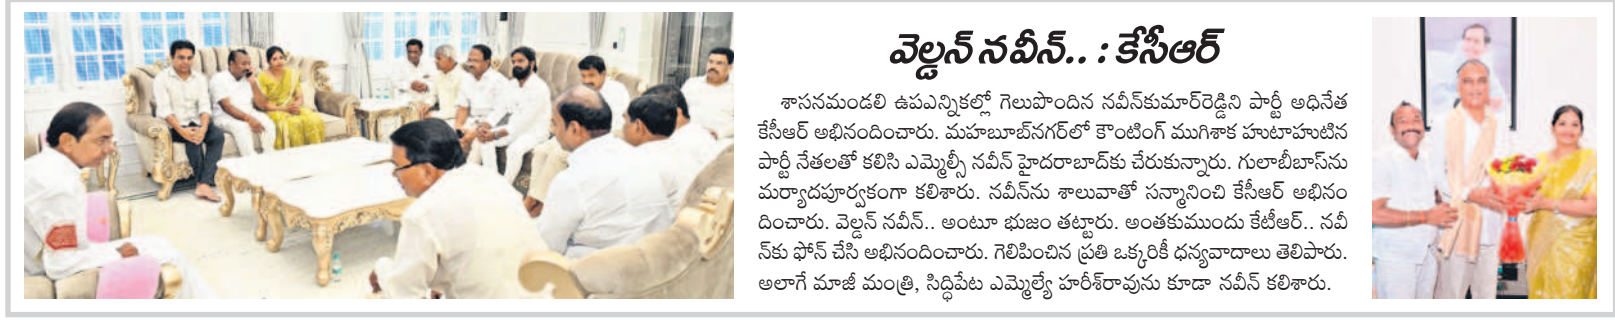 వెల్డన్ నవీన్.. : కేసీఆర్
శాసనమండలి ఉపఎన్నికల్లో గెలుపొందిన నవీన్‌కుమార్‌రెడ్డిని పార్టీ అధినేత
కేసీఆర్ అభినందించారు. మహబూబ్‌నగర్‌లో కౌంటింగ్ ముగిశాక హుటాహుటిన
పార్టీ నేతలతో కలిసి ఎమ్మెల్సీ నవీన్ హైదరాబాద్‌కు చేరుకున్నారు. గులాబీబాస్‌ను
మర్యాదపూర్వకంగా కలిశారు. నవీన్‌ను శాలువాతో సన్మానించి కేసీఆర్ అభినం
దించారు. వెల్డన్ నవీన్.. అంటూ భుజం తట్టారు. అంతకుముందు కేటీఆర్.. నవీ
న్‌కు ఫోన్ చేసి అభినందించారు. గెలిపించిన ప్రతి ఒక్కరికీ ధన్యవాదాలు తెలిపారు.
అలాగే మాజీ మంత్రి, సిద్ధిపేట ఎమ్మెల్యే హరీశ్‌రావును కూడా నవీన్ కలిశారు.